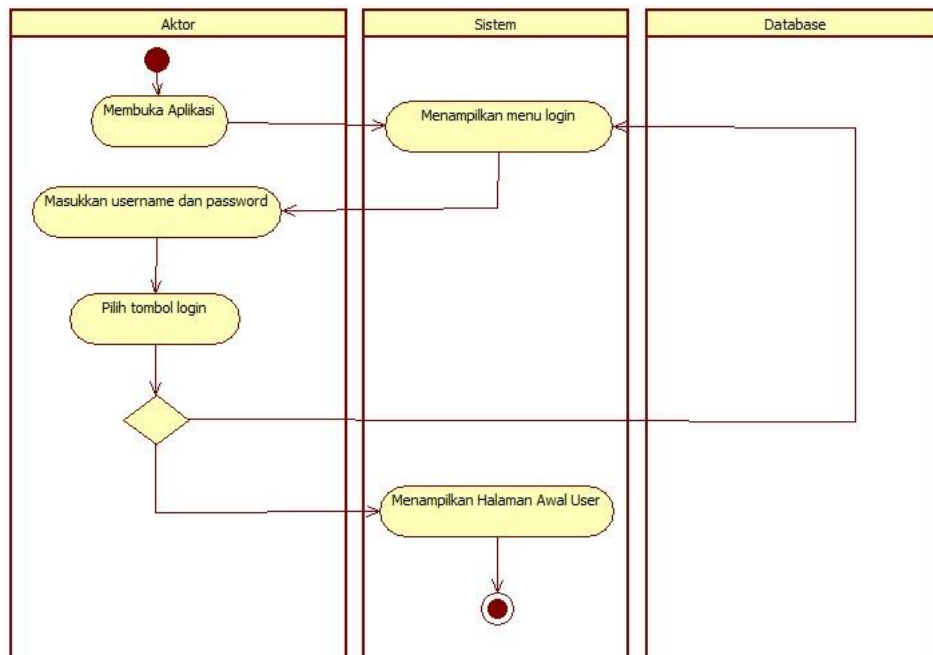 Aktor
Sistem
Database
Membuka Aplikasi
Menampilkan menu login
Masukkan username dan password
Pilih tombol login
Menampilkan Halaman Awal User